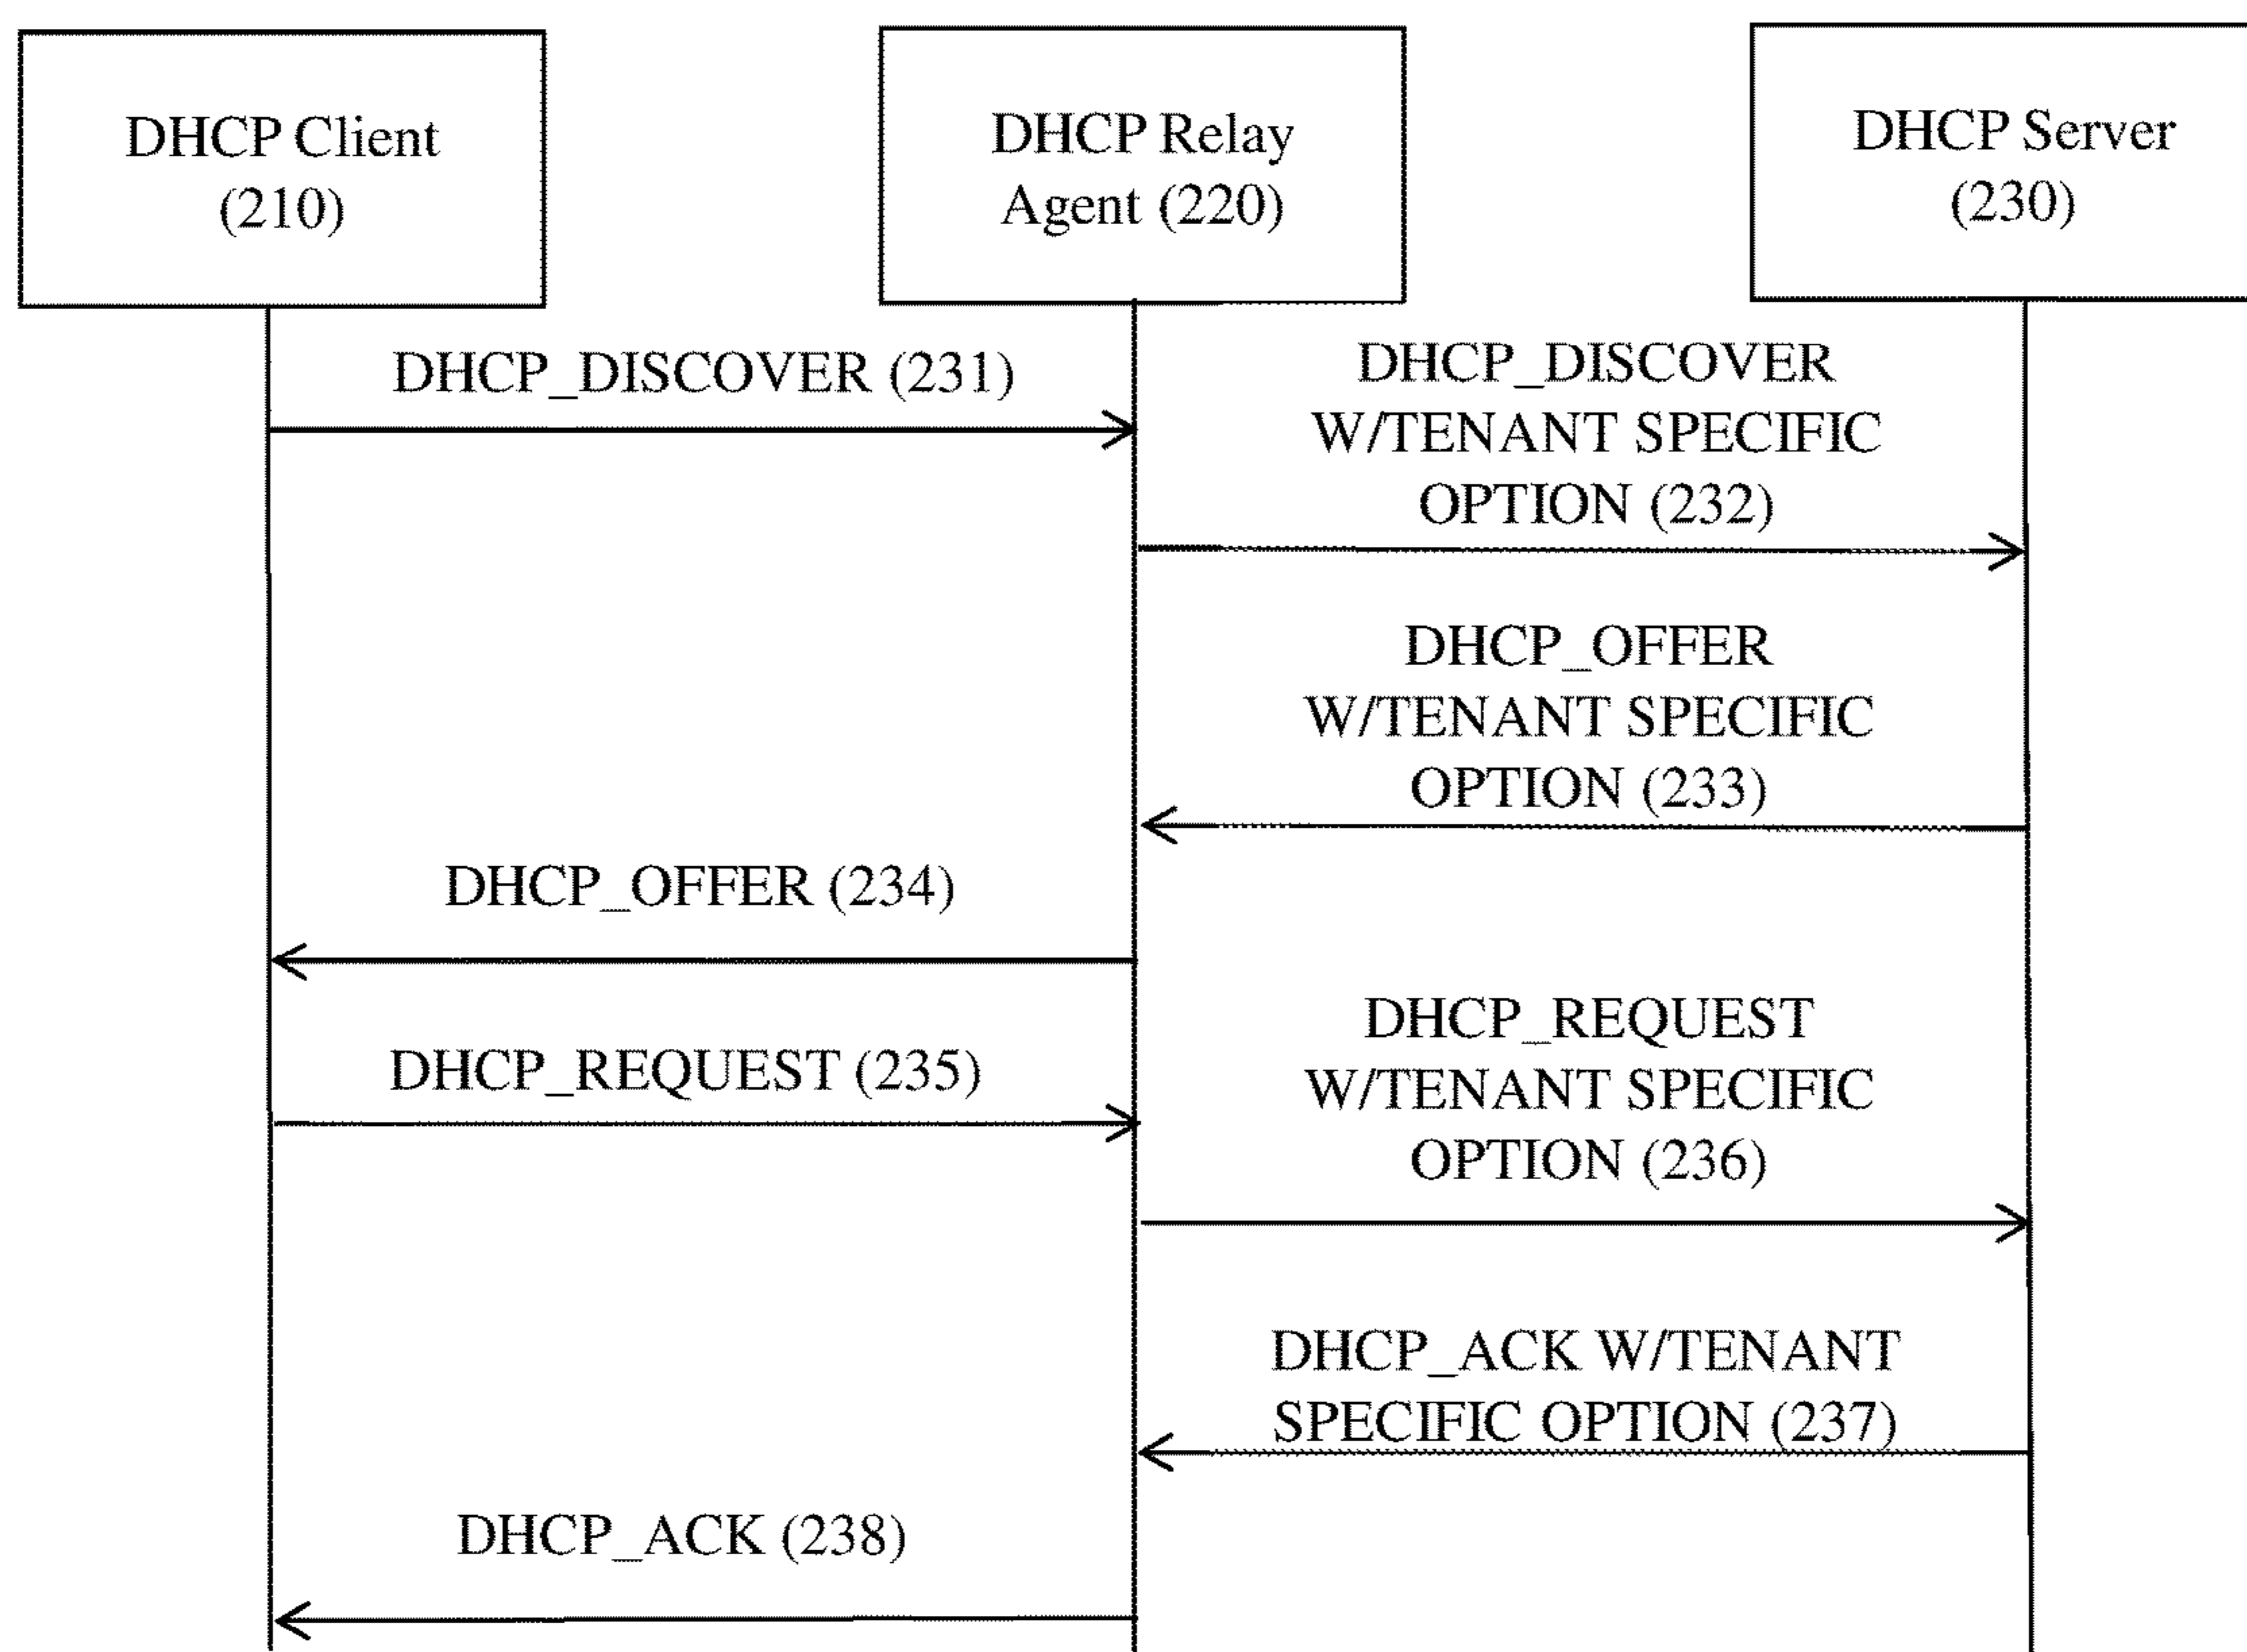 DHCP Client
(210)
DHCP Relay
Agent (220)
DHCP Server
(230)
DHCP_DISCOVER (231)
DHCP_DISCOVER
W/TENANT SPECIFIC
OPTION (232)
DHCP_OFFER
W/TENANT SPECIFIC
OPTION (233)
DHCP_OFFER (234)
DHCP_REQUEST (235)
DHCP_REQUEST
W/TENANT SPECIFIC
OPTION (236)
DHCP_ACK W/TENANT
SPECIFIC OPTION (237)
DHCP_ACK (238)